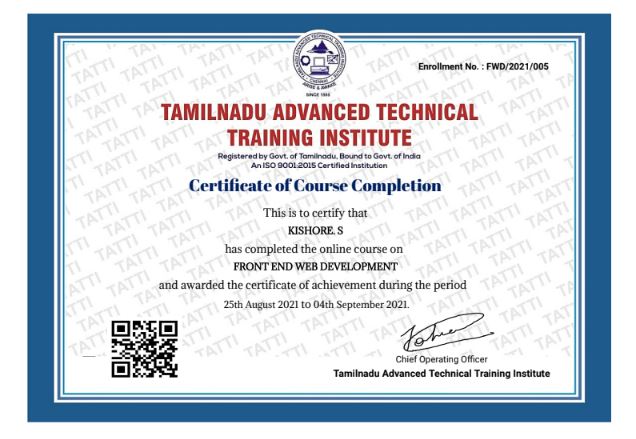 Enrollment No. : FWD/2021/005
SINCE 1986
TAMILNADU ADVANCED TECHNICAL
TRAINING INSTITUTE
Registered by Govt. of Tamilnadu, Bound to Govt. of India
An ISO 9001:2015 Certified Institution
Certificate of Course Completion
This is to certify that
KISHORE. S
has completed the online course on
FRONT END WEB DEVELOPMENT
and awarded the certificate of achievement during the period
25th August 2021 to 04th September 2021.
Chief Operating Officer
Tamilnadu Advanced Technical Training Institute
TATTI